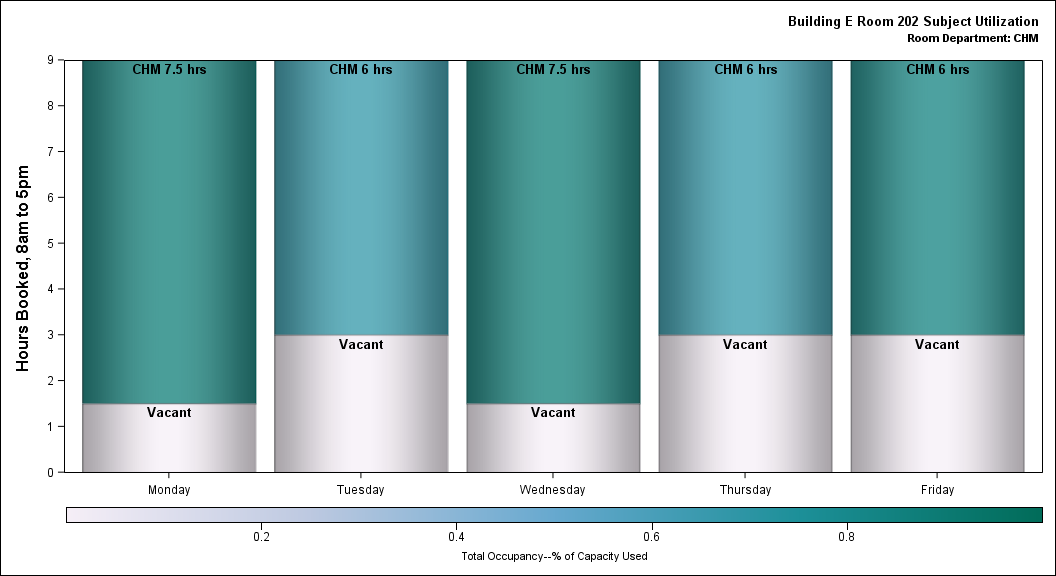 Building E Room 202 Subject Utilization
Room Department: CHM
Hours Booked, 8am to 5pm
9
8
7
6
5
4
3
2
1
0
CHM 7.5 hrs CHM 6 hrs CHM 7.5 hrs CHM 6 hrs CHM 6 hrs
Vacant Vacant Vacant
Vacant Vacant
Monday Tuesday Wednesday Thursday Friday
0.2 0.4 0.6 0.8
Total Occupancy--% of Capacity Used